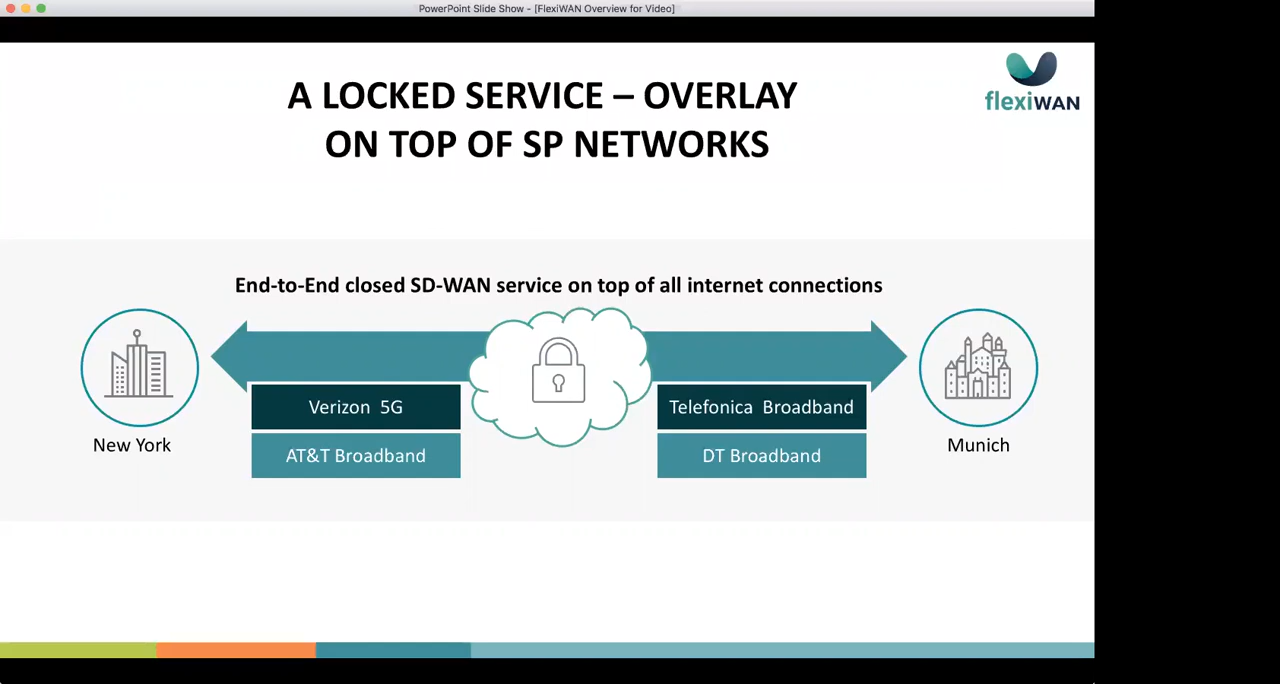 PowerPoint Slide Show - [FlexiWAN Overview for Video]
flexiWAN
A LOCKED SERVICE – OVERLAY
ON TOP OF SP NETWORKS
End-to-End closed SD-WAN service on top of all internet connections
New York
Verizon 5G
AT&T Broadband
Telefonica Broadband
DT Broadband
Munich